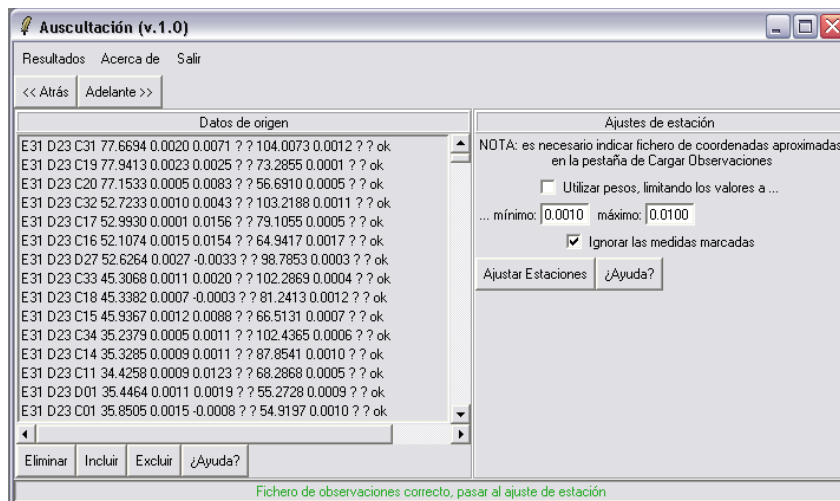 Auscultación (v.1.0)
Resultados Acerca de Salir
<< Atrás Adelante >>
Datos de origen
E31 D23 C31 77.6694 0.0020 0.0071 ? ? 104.0073 0.0012 ? ? ok
E31 D23 C19 77.9413 0.0023 0.0025 ? ? 73.2855 0.0001 ? ? ok
E31 D23 C20 77.1533 0.0005 0.0083 ? ? 56.6910 0.0005 ? ? ok
E31 D23 C32 52.7233 0.0010 0.0043 ? ? 103.2188 0.0011 ? ? ok
E31 D23 C17 52.9930 0.0001 0.0156 ? ? 79.1055 0.0005 ? ? ok
E31 D23 C16 52.1074 0.0015 0.0154 ? ? 64.9417 0.0017 ? ? ok
E31 D23 D27 52.6264 0.0027 -0.0033 ? ? 98.7853 0.0003 ? ? ok
E31 D23 C33 45.3068 0.0011 0.0020 ? ? 102.2869 0.0004 ? ? ok
E31 D23 C18 45.3382 0.0007 -0.0003 ? ? 81.2413 0.0012 ? ? ok
E31 D23 C15 45.9367 0.0012 0.0088 ? ? 66.5131 0.0007 ? ? ok
E31 D23 C34 35.2379 0.0005 0.0011 ? ? 102.4365 0.0006 ? ? ok
E31 D23 C14 35.3285 0.0009 0.0011 ? ? 87.8541 0.0010 ? ? ok
E31 D23 C11 34.4258 0.0009 0.0123 ? ? 68.2868 0.0005 ? ? ok
E31 D23 D01 35.4464 0.0011 0.0019 ? ? 55.2728 0.0009 ? ? ok
E31 D23 C01 35.8505 0.0015 -0.0008 ? ? 54.9197 0.0010 ? ? ok
Eliminar Incluir Excluir ¿Ayuda?
Ajustes de estación
NOTA: es necesario indicar fichero de coordenadas aproximadas
en la pestaña de Cargar Observaciones
Utilizar pesos, limitando los valores a ...
... mínimo: 0.0010 máximo: 0.0100
Ignorar las medidas marcadas
Ajustar Estaciones ¿Ayuda?
Fichero de observaciones correcto, pasar al ajuste de estación